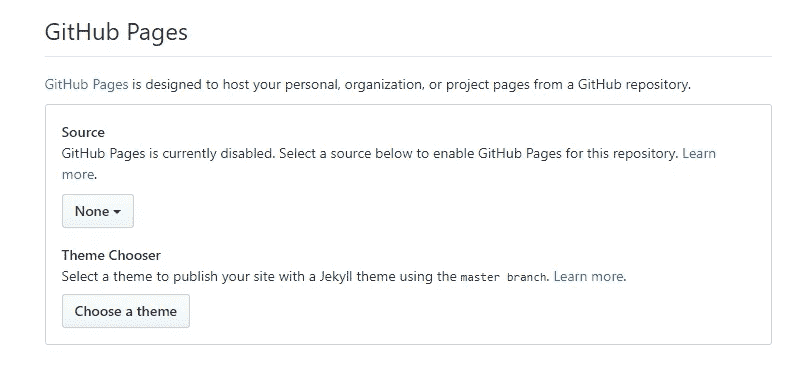 GitHub Pages
GitHub Pages is designed to host your personal, organization, or project pages from a GitHub repository.
Source
GitHub Pages is currently disabled. Select a source below to enable GitHub Pages for this repository. Learn
more.
None
Theme Chooser
Select a theme to publish your site with a Jekyll theme using the master branch. Learn more.
Choose a theme